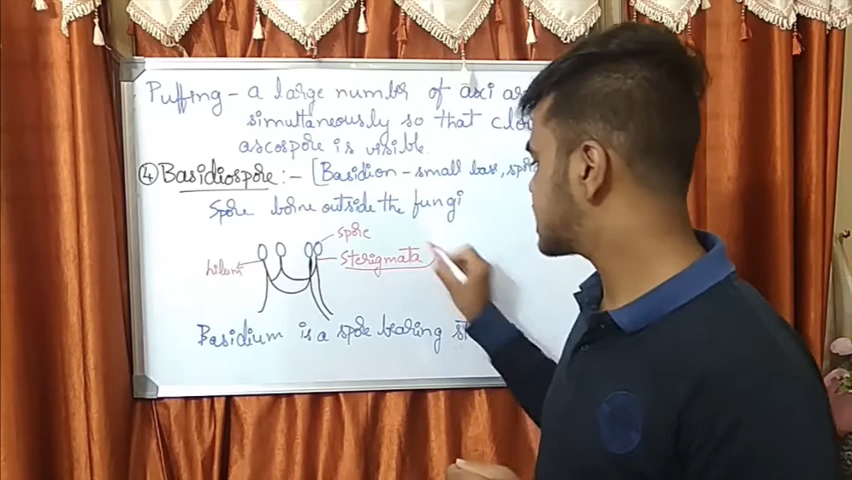 Puffing - a large number of asci
simultaneously so that
ascospore is visible.
④ Basidiospore :- [Basidion - small base,
Spore borne outside the fungi
spore
hilum
Sterigmata
Basidium is a spore bearing